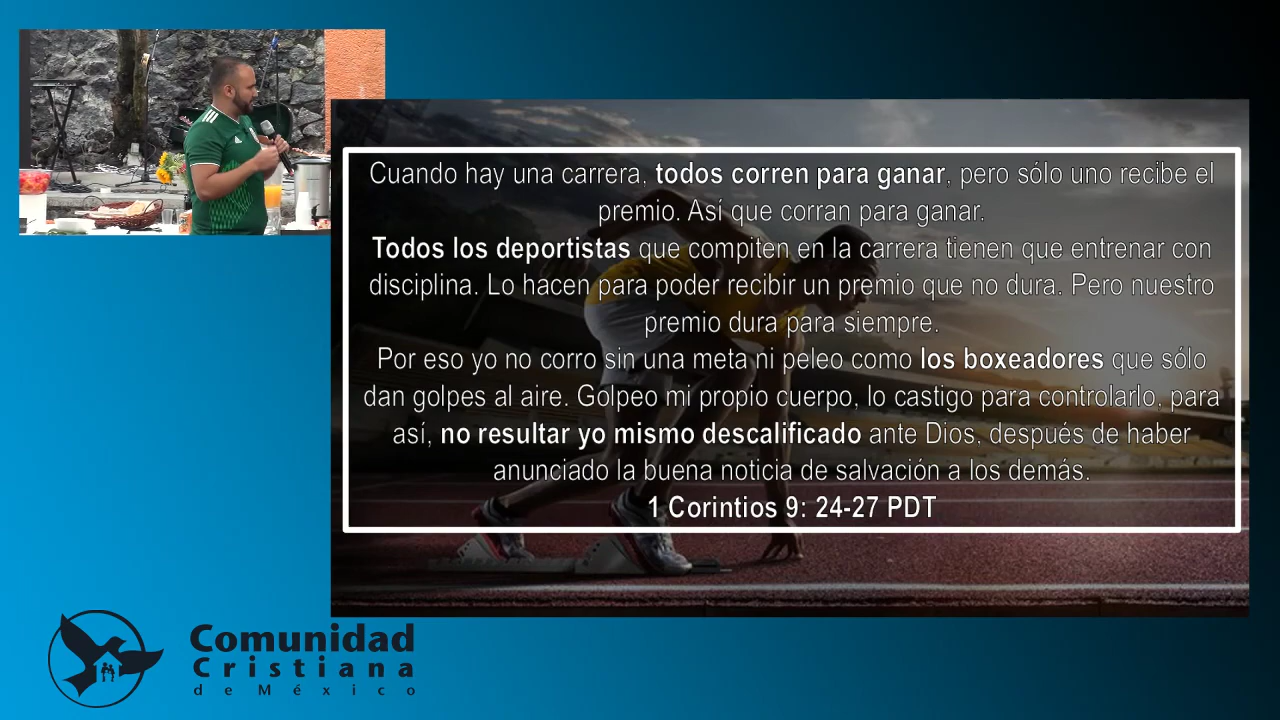 Cuando hay una carrera, todos corren para ganar, pero sólo uno recibe el
premio. Así que corran para ganar.
Todos los deportistas que compiten en la carrera tienen que entrenar con
disciplina. Lo hacen para poder recibir un premio que no dura. Pero nuestro
premio dura para siempre.
Por eso yo no corro sin una meta ni peleo como los boxeadores que sólo
dan golpes al aire. Golpeo mi propio cuerpo, lo castigo para controlarlo, para
así, no resultar yo mismo descalificado ante Dios, después de haber
anunciado la buena noticia de salvación a los demás.
1 Corintios 9: 24-27 PDT
Comunidad
Cristiana
de México